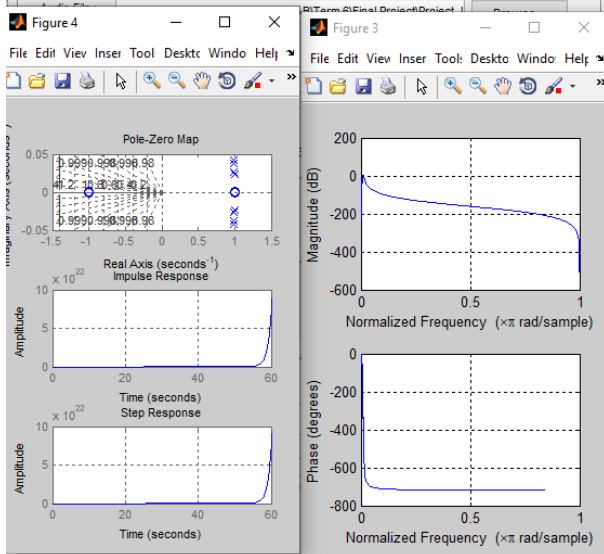 B\Term 6\Final Project\Project
Figure 4
File Edit View Inser Tool Deskto Windo Help
Pole-Zero Map
0.05
0
-0.05
-1.5 -1 -0.5 0 0.5 1 1.5
Real Axis (seconds⁻¹)
Impulse Response
× 10²²
10
5
0
Amplitude
0 20 40 60
Time (seconds)
Step Response
× 10²²
10
5
0
Amplitude
0 20 40 60
Time (seconds)
Figure 3
File Edit View Inser Tool: Deskto Windo Help
200
0
-200
-400
-600
Magnitude (dB)
0 0.5 1
Normalized Frequency (×π rad/sample)
0
-200
-400
-600
-800
Phase (degrees)
0 0.5 1
Normalized Frequency (×π rad/sample)